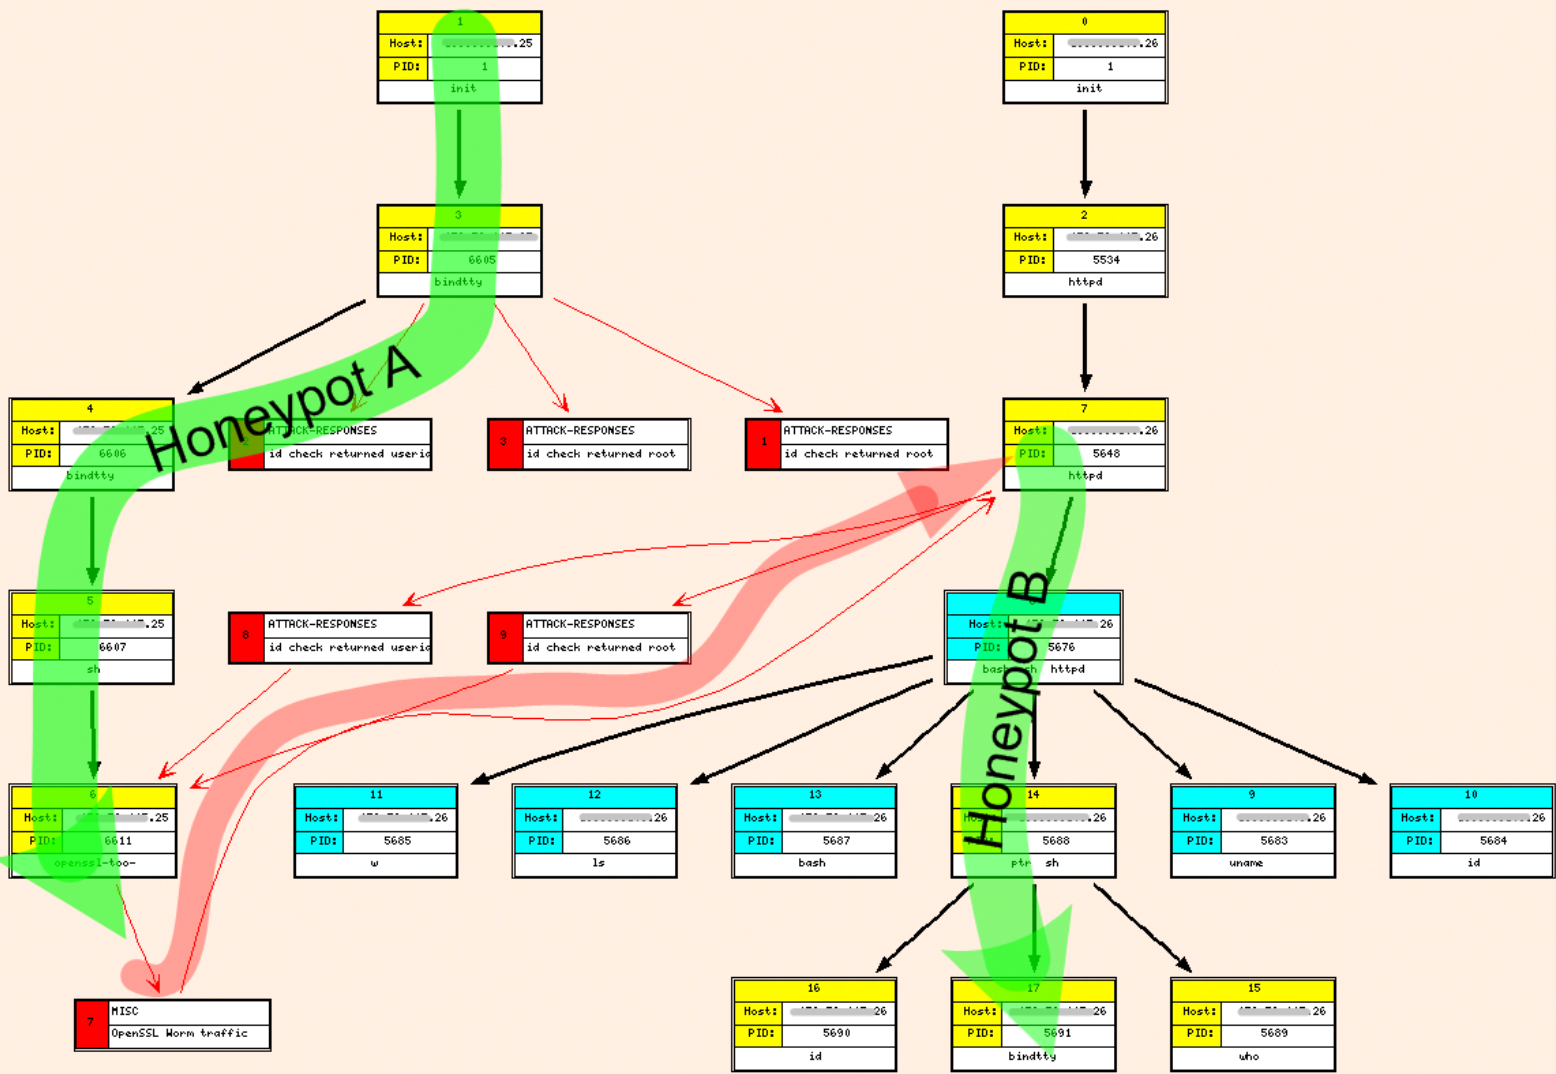 1
Host: .25
PID: 1
init
0
Host: .26
PID: 1
init
3
Host:
PID: 6605
bindtty
2
Host: .26
PID: 5534
httpd
Honeypot A
4
Host: .25
PID: 6606
bindtty
2 ATTACK-RESPONSES
id check returned userid
3 ATTACK-RESPONSES
id check returned root
1 ATTACK-RESPONSES
id check returned root
7
Host: .26
PID: 5648
httpd
5
Host: .25
PID: 6607
sh
8 ATTACK-RESPONSES
id check returned userid
9 ATTACK-RESPONSES
id check returned root
Host: 26
PID: 5676
bash sh httpd
Honeypot B
6
Host: .25
PID: 6611
openssl-too-
11
Host: .26
PID: 5685
w
12
Host: .26
PID: 5686
ls
13
Host: 26
PID: 5687
bash
14
Host: .26
5688
sh
9
Host: .26
PID: 5683
uname
10
Host: .26
PID: 5684
id
7 MISC
OpenSSL Worm traffic
16
Host: 26
PID: 5690
id
17
Host: 26
PID: 5691
bindtty
15
Host: .26
PID: 5689
who